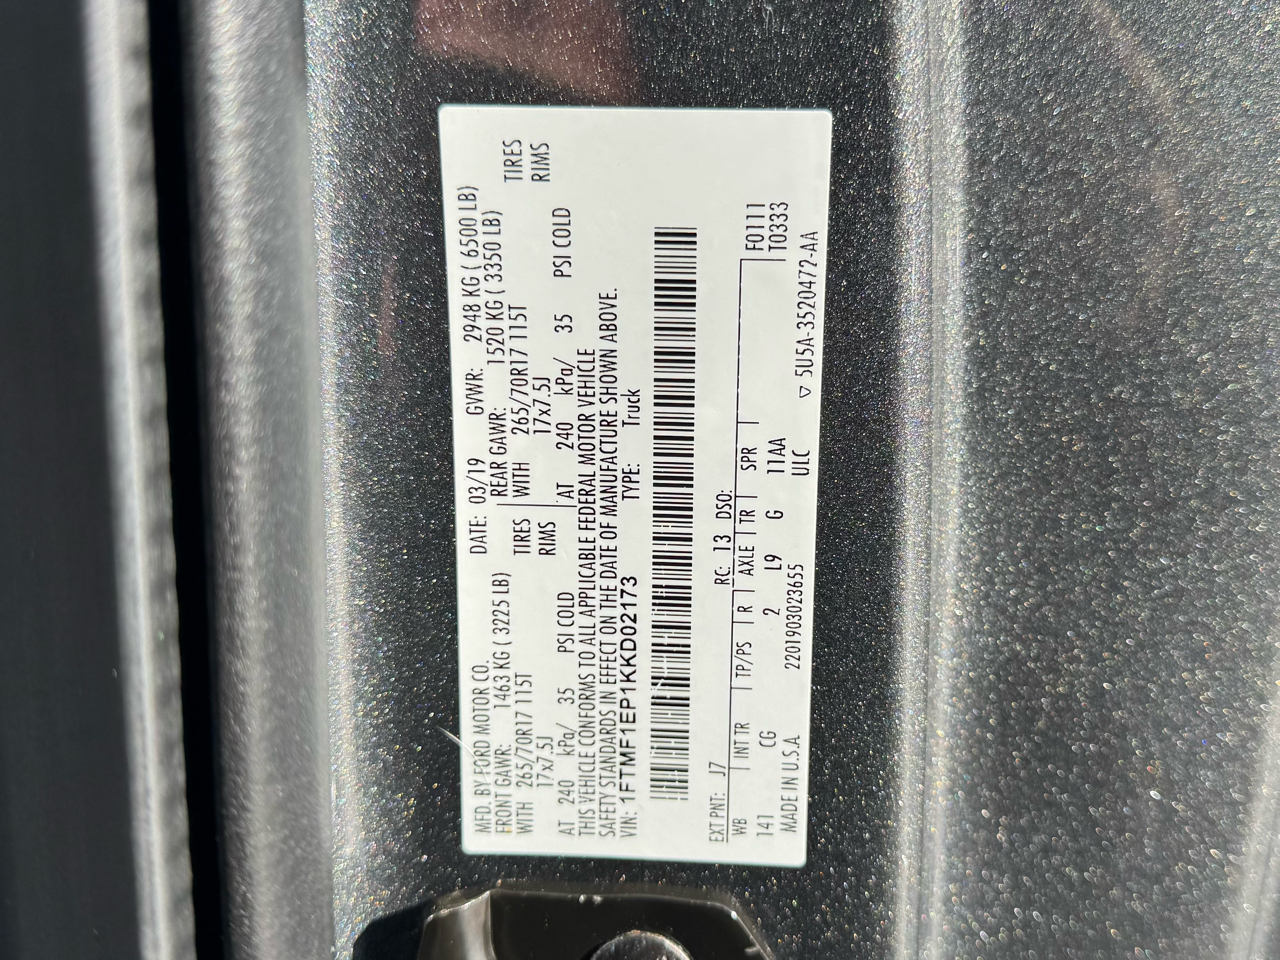 MFD. BY FORD MOTOR CO.
DATE: 03/19 GVWR: 2948 KG ( 6500 LB)
FRONT GAWR: 1463 KG ( 3225 LB) REAR GAWR: 1520 KG ( 3350 LB)
WITH 265/70R17 115T TIRES WITH 265/70R17 115T TIRES
17x7.5J RIMS 17x7.5J RIMS
AT 240 kPa/ 35 PSI COLD AT 240 kPa/ 35 PSI COLD
THIS VEHICLE CONFORMS TO ALL APPLICABLE FEDERAL MOTOR VEHICLE
SAFETY STANDARDS IN EFFECT ON THE DATE OF MANUFACTURE SHOWN ABOVE.
VIN: 1FTMF1EP1KKD02173 TYPE: Truck
EXT PNT: J7 RC: 13 DSO:
WB INT TR TP/PS R AXLE TR SPR F0111
141 CG 2 L9 G 11AA T0333
MADE IN U.S.A. 2201903023655 ULC ▽ 5U5A-3520472-AA